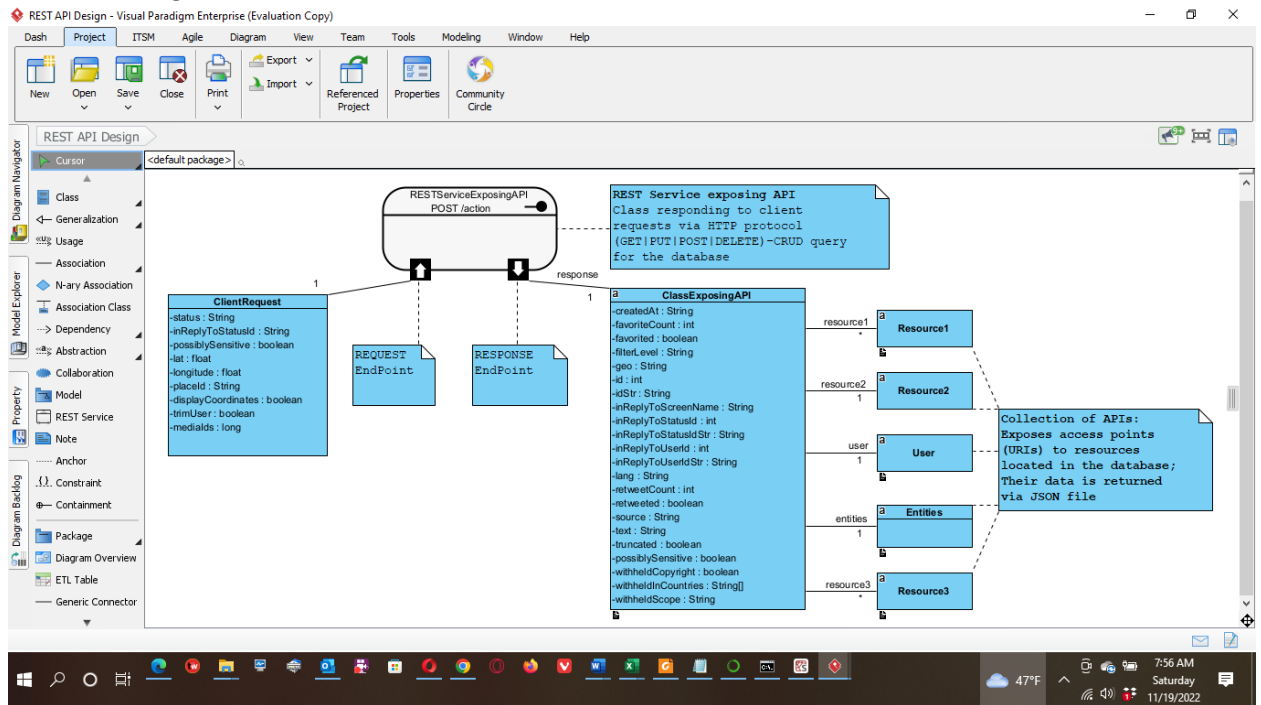 REST API Design - Visual Paradigm Enterprise (Evaluation Copy)
Dash Project ITSM Agile Diagram View Team Tools Modeling Window Help
New
Open
Save
Close
Print
Export
Import
Referenced
Project
Properties
Community
Circle
REST API Design
9+
Diagram Navigator
Model Explorer
Property
Diagram Backlog
Cursor
Class
Generalization
«U» Usage
Association
N-ary Association
Association Class
Dependency
«a» Abstraction
Collaboration
Model
REST Service
Note
Anchor
Constraint
Containment
Package
Diagram Overview
ETL Table
Generic Connector
<default package>
RESTServiceExposingAPI
POST /action
REST Service exposing API
Class responding to client
requests via HTTP protocol
(GET|PUT|POST|DELETE)-CRUD query
for the database
1
response
1
ClientRequest
-status : String
-inReplyToStatusId : String
-possiblySensitive : boolean
-lat : float
-longitude : float
-placeId : String
-displayCoordinates : boolean
-trimUser : boolean
-mediaIds : long
REQUEST
EndPoint
RESPONSE
EndPoint
a
ClassExposingAPI
-createdAt : String
-favoriteCount : int
-favorited : boolean
-filterLevel : String
-geo : String
-id : int
-idStr : String
-inReplyToScreenName : String
-inReplyToStatusId : int
-inReplyToStatusIdStr : String
-inReplyToUserId : int
-inReplyToUserIdStr : String
-lang : String
-retweetCount : int
-retweeted : boolean
-source : String
-text : String
-truncated : boolean
-possiblySensitive : boolean
-withheldCopyright : boolean
-withheldInCountries : String[]
-withheldScope : String
resource1
*
a
Resource1
resource2
1
a
Resource2
user
1
a
User
entities
1
a
Entities
resource3
*
a
Resource3
Collection of APIs:
Exposes access points
(URIs) to resources
located in the database;
Their data is returned
via JSON file
47°F
7:56 AM
Saturday
11/19/2022